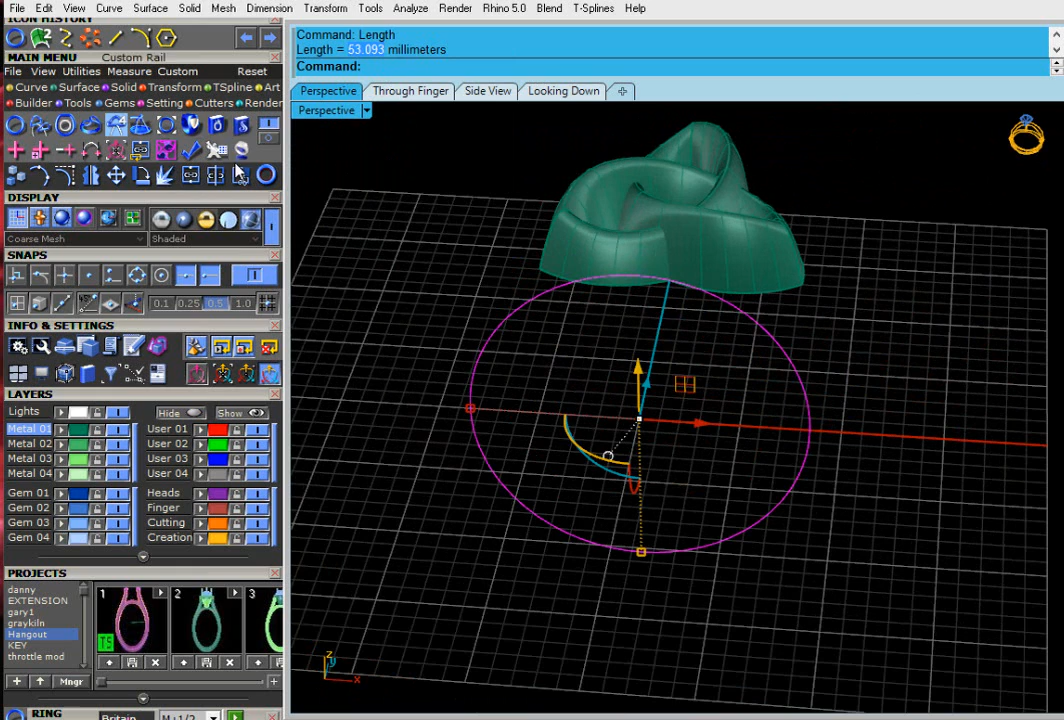 File Edit View Curve Surface Solid Mesh Dimension Transform Tools Analyze Render Rhino 5.0 Blend T-Splines Help
ICON HISTORY
MAIN MENU Custom Rail
File View Utilities Measure Custom Reset
Curve Surface Solid Transform TSpline Art
Builder Tools Gems Setting Cutters Render
DISPLAY
Coarse Mesh Shaded
SNAPS
0.1 0.25 0.5 1.0
INFO & SETTINGS
LAYERS
Lights Hide Show
Metal 01 User 01
Metal 02 User 02
Metal 03 User 03
Metal 04 User 04
Gem 01 Heads
Gem 02 Finger
Gem 03 Cutting
Gem 04 Creation
PROJECTS
danny
EXTENSION
gary1
graykiln
Hangout
KEY
throttle mod
1 2 3
TS
Mngr
RING
Britain M+1/2
Command: Length
Length = 53.093 millimeters
Command:
Perspective Through Finger Side View Looking Down
Perspective
z
y
x